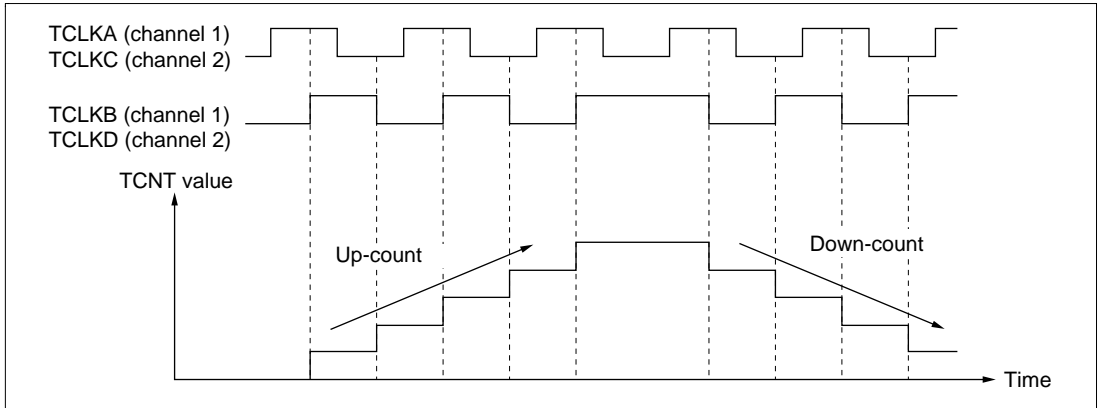 TCLKA (channel 1)
TCLKC (channel 2)
TCLKB (channel 1)
TCLKD (channel 2)
TCNT value
Up-count
Down-count
Time